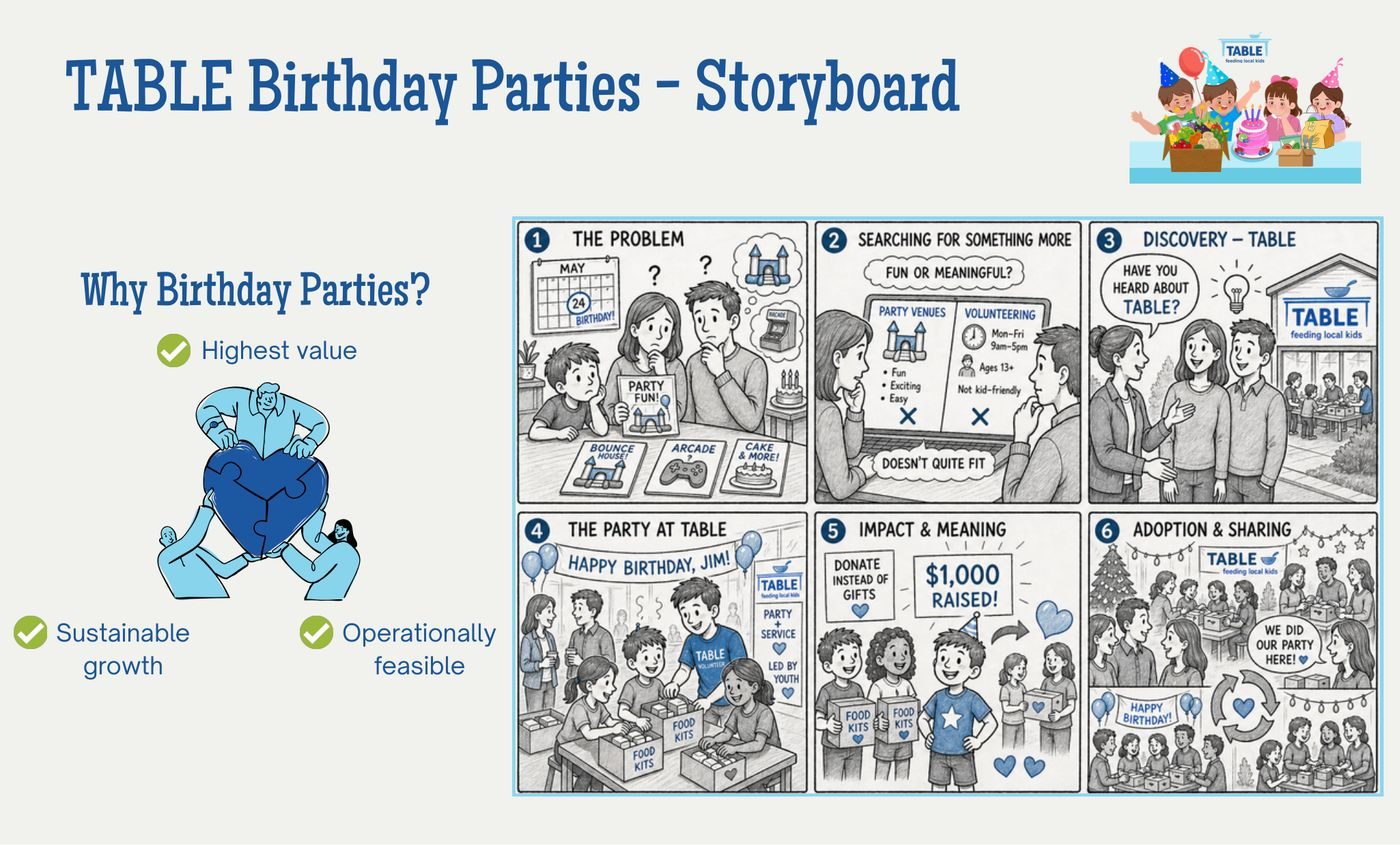 TABLE Birthday Parties – Storyboard
TABLE
feeding local kids
Why Birthday Parties?
Highest value
Sustainable
growth
Operationally
feasible
1 THE PROBLEM
MAY
24
BIRTHDAY!
?
?
ARCADE
PARTY
FUN!
BOUNCE
HOUSE!
ARCADE
?
CAKE
& MORE!
2 SEARCHING FOR SOMETHING MORE
FUN OR MEANINGFUL?
PARTY VENUES
• Fun
• Exciting
• Easy
VOLUNTEERING
Mon–Fri
9am–5pm
Ages 13+
Not kid-friendly
DOESN'T QUITE FIT
3 DISCOVERY – TABLE
HAVE YOU
HEARD ABOUT
TABLE?
TABLE
feeding local kids
4 THE PARTY AT TABLE
HAPPY BIRTHDAY, JIM!
TABLE
feeding local kids
PARTY
+
SERVICE
LED BY
YOUTH
TABLE
VOLUNTEER
FOOD
KITS
FOOD
KITS
5 IMPACT & MEANING
DONATE
INSTEAD OF
GIFTS
$1,000
RAISED!
FOOD
KITS
FOOD
KITS
6 ADOPTION & SHARING
TABLE
feeding local kids
WE DID
OUR PARTY
HERE!
HAPPY
BIRTHDAY!